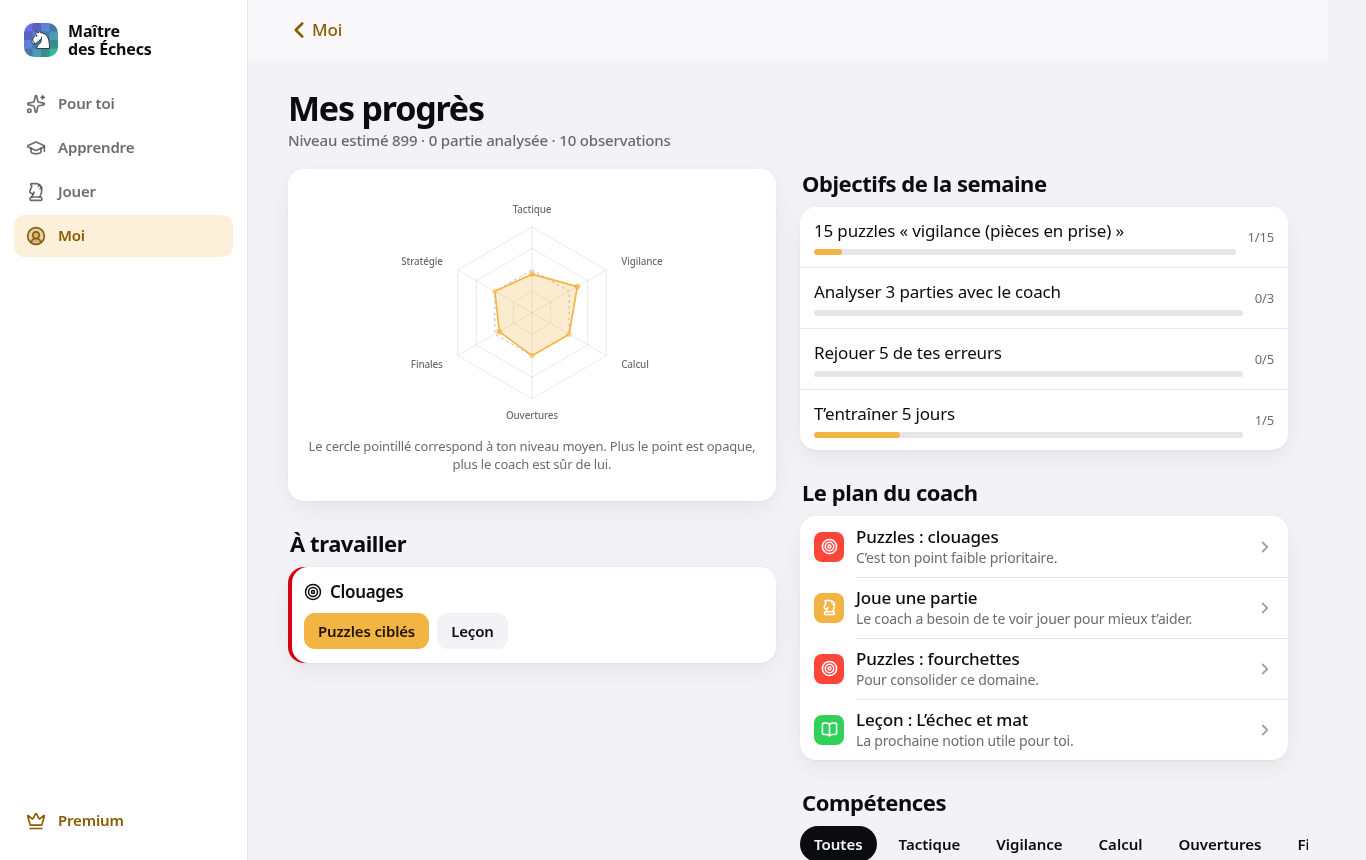 Maître
des Échecs
Pour toi
Apprendre
Jouer
Moi
Premium
Moi
Mes progrès
Niveau estimé 899 · 0 partie analysée · 10 observations
Tactique
Stratégie
Vigilance
Finales
Calcul
Ouvertures
Le cercle pointillé correspond à ton niveau moyen. Plus le point est opaque,
plus le coach est sûr de lui.
À travailler
Clouages
Puzzles ciblés
Leçon
Objectifs de la semaine
15 puzzles « vigilance (pièces en prise) »
1/15
Analyser 3 parties avec le coach
0/3
Rejouer 5 de tes erreurs
0/5
T’entraîner 5 jours
1/5
Le plan du coach
Puzzles : clouages
C’est ton point faible prioritaire.
Joue une partie
Le coach a besoin de te voir jouer pour mieux t’aider.
Puzzles : fourchettes
Pour consolider ce domaine.
Leçon : L’échec et mat
La prochaine notion utile pour toi.
Compétences
Toutes
Tactique
Vigilance
Calcul
Ouvertures